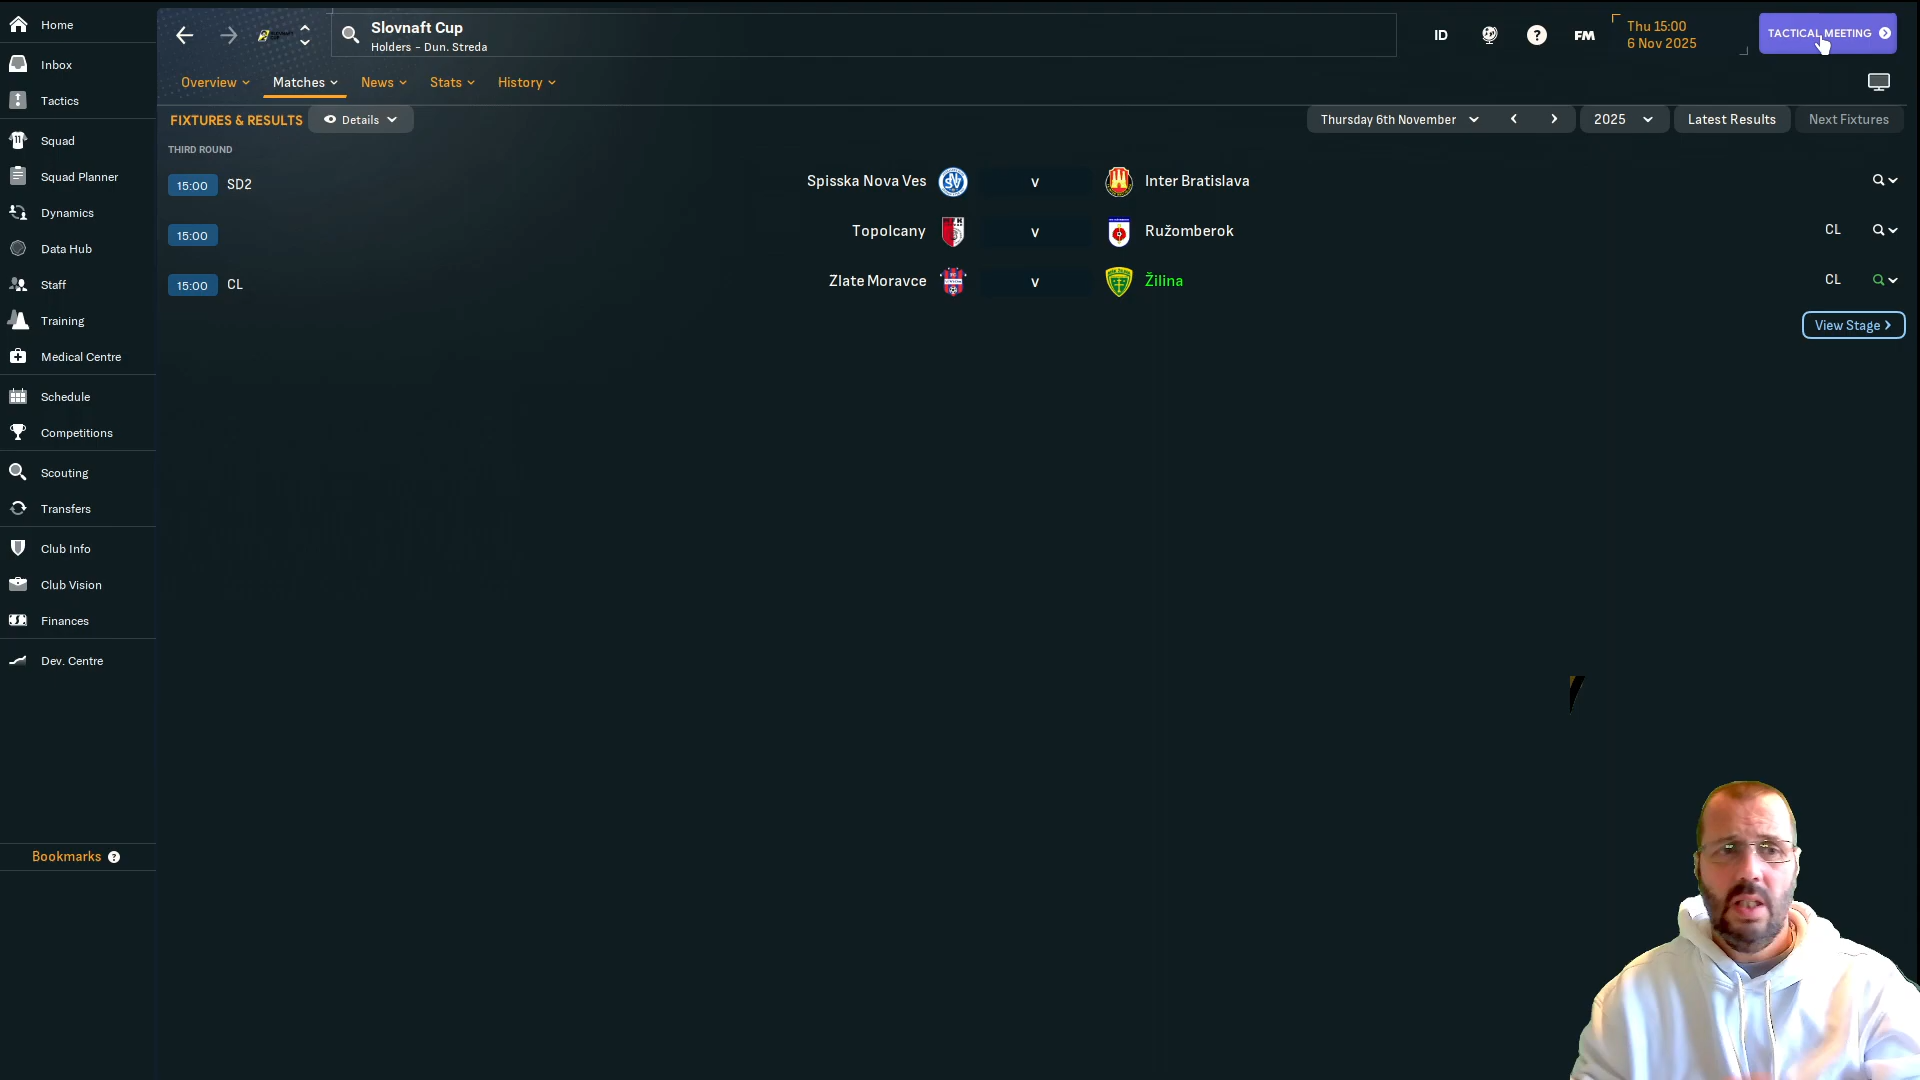 Home
Inbox
Tactics
Squad
Squad Planner
Dynamics
Data Hub
Staff
Training
Medical Centre
Schedule
Competitions
Scouting
Transfers
Club Info
Club Vision
Finances
Dev. Centre
Bookmarks ?
Slovnaft Cup
Holders - Dun. Streda
ID
?
FM
Thu 15:00
6 Nov 2025
TACTICAL MEETING
Overview
Matches
News
Stats
History
FIXTURES & RESULTS
Details
Thursday 6th November
2025
Latest Results
Next Fixtures
THIRD ROUND
15:00 SD2 Spisska Nova Ves v Inter Bratislava
15:00 Topolcany v Ružomberok CL
15:00 CL Zlate Moravce v Žilina CL
View Stage >